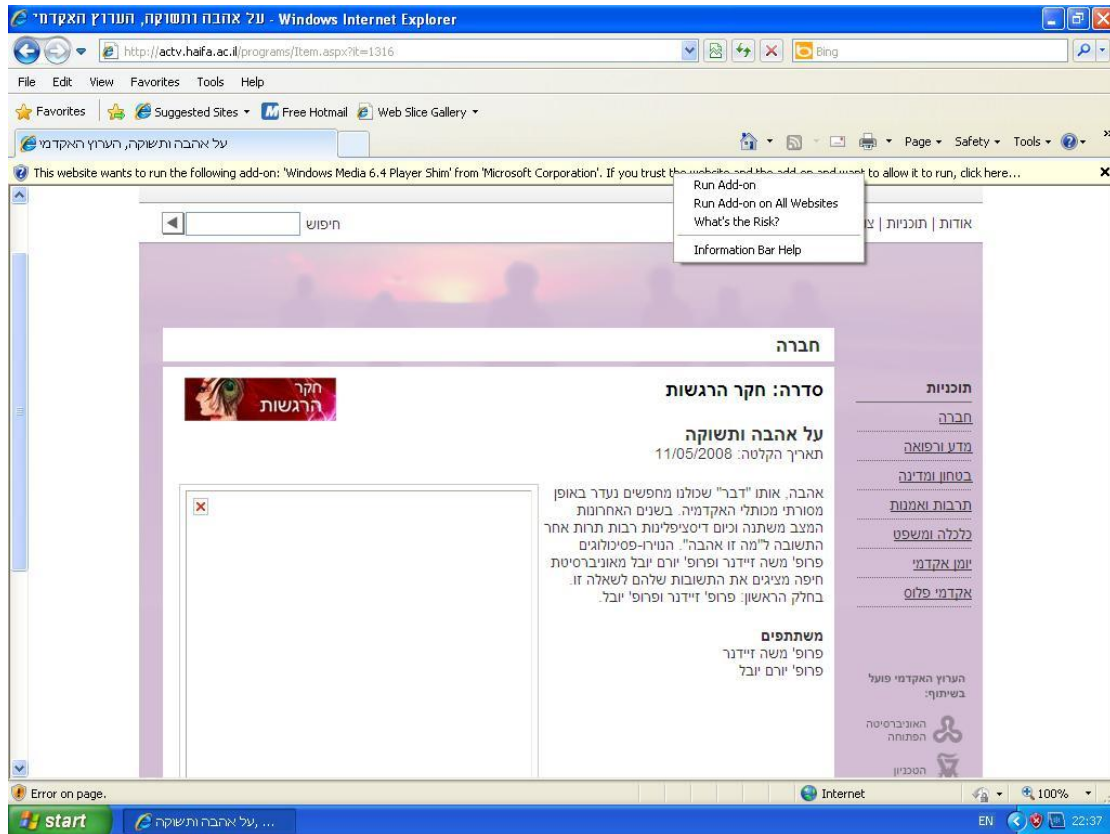 על אהבה ותשוקה, הערוץ האקדמי - Windows Internet Explorer
http://actv.haifa.ac.il/programs/Item.aspx?it=1316
Bing
File Edit View Favorites Tools Help
Favorites Suggested Sites Free Hotmail Web Slice Gallery
על אהבה ותשוקה, הערוץ האקדמי
Page Safety Tools
This website wants to run the following add-on: 'Windows Media 6.4 Player Shim' from 'Microsoft Corporation'. If you trust the website and the add-on and want to allow it to run, click here...
Run Add-on
Run Add-on on All Websites
What's the Risk?
Information Bar Help
אודות | תוכניות | צו
חיפוש
חברה
סדרה: חקר הרגשות
חקר
הרגשות
על אהבה ותשוקה
תאריך הקלטה: 11/05/2008
אהבה, אותו "דבר" שכולנו מחפשים נעדר באופן
מסורתי מכותלי האקדמיה. בשנים האחרונות
המצב משתנה וכיום דיסציפלינות רבות תרות אחר
התשובה ל"מה זו אהבה". הנוירו-פסיכולוגים
פרופ' משה זיידנר ופרופ' יורם יובל מאוניברסיטת
חיפה מציגים את התשובות שלהם לשאלה זו.
בחלק הראשון: פרופ' זיידנר ופרופ' יובל.
משתתפים
פרופ' משה זיידנר
פרופ' יורם יובל
תוכניות
חברה
מדע ורפואה
בטחון ומדינה
תרבות ואמנות
כלכלה ומשפט
יומן אקדמי
אקדמי פלוס
הערוץ האקדמי פועל
בשיתוף:
האוניברסיטה
הפתוחה
הטכניון
Error on page.
Internet
100%
start
על אהבה ותשוקה, ...
EN
22:37